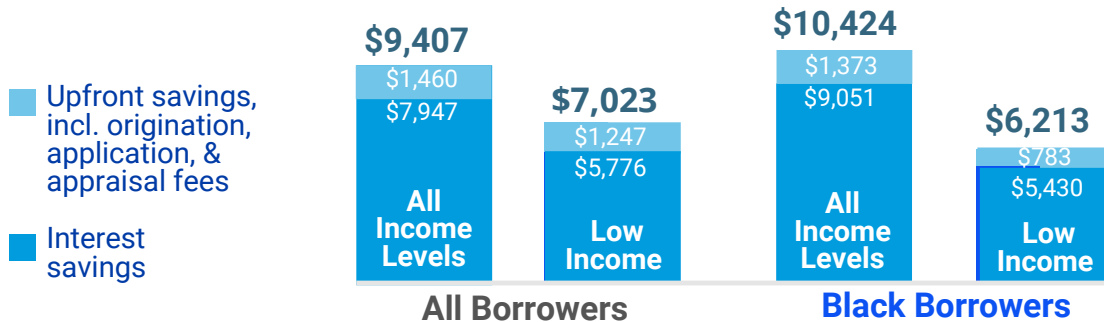 Upfront savings,
incl. origination,
application, &
appraisal fees
Interest
savings
$9,407
$1,460
$7,947
All
Income
Levels
$7,023
$1,247
$5,776
Low
Income
All Borrowers
$10,424
$1,373
$9,051
All
Income
Levels
$6,213
$783
$5,430
Low
Income
Black Borrowers